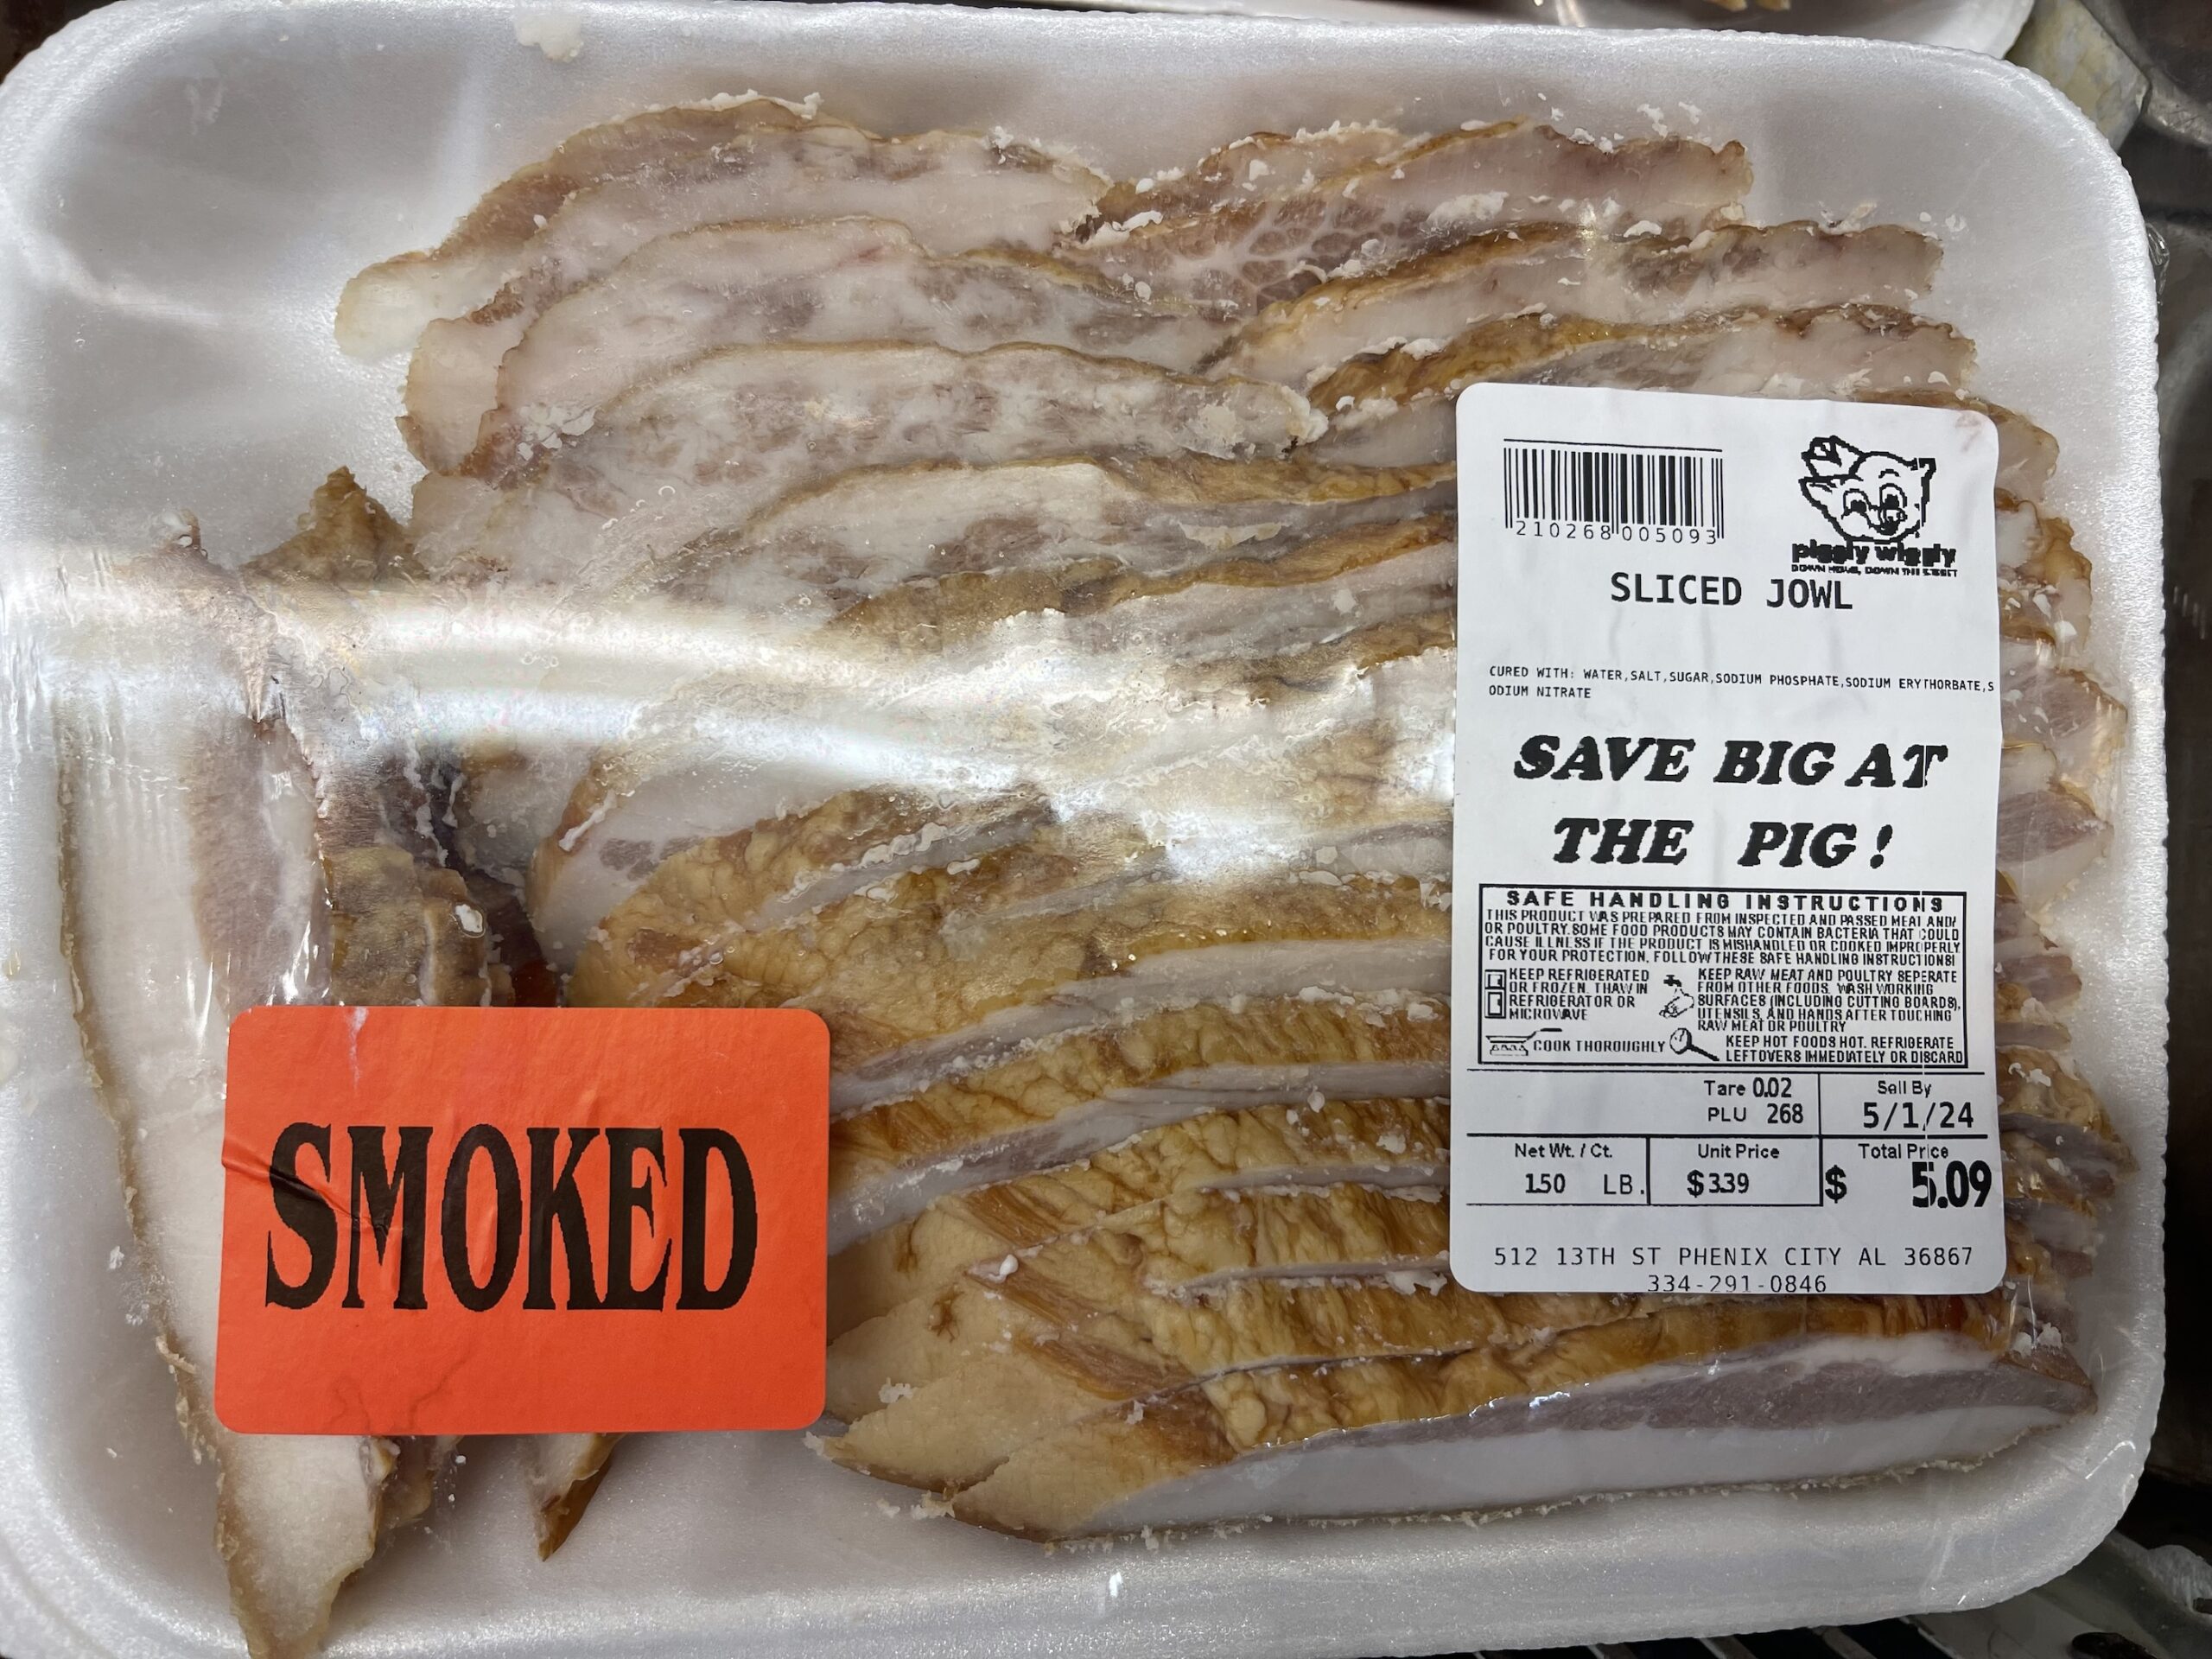 210268 005093
piggly wiggly
DOWN HOME, DOWN THE STREET
SLICED JOWL
CURED WITH: WATER,SALT,SUGAR,SODIUM PHOSPHATE,SODIUM ERYTHORBATE,S
ODIUM NITRATE
SAVE BIG AT
THE PIG!
SAFE HANDLING INSTRUCTIONS
THIS PRODUCT WAS PREPARED FROM INSPECTED AND PASSED MEAT AND/
OR POULTRY. SOME FOOD PRODUCTS MAY CONTAIN BACTERIA THAT COULD
CAUSE ILLNESS IF THE PRODUCT IS MISHANDLED OR COOKED IMPROPERLY
FOR YOUR PROTECTION, FOLLOW THESE SAFE HANDLING INSTRUCTIONS!
KEEP REFRIGERATED
OR FROZEN. THAW IN
REFRIGERATOR OR
MICROWAVE
KEEP RAW MEAT AND POULTRY SEPERATE
FROM OTHER FOODS. WASH WORKING
SURFACES (INCLUDING CUTTING BOARDS),
UTENSILS, AND HANDS AFTER TOUCHING
RAW MEAT OR POULTRY
COOK THOROUGHLY
KEEP HOT FOODS HOT. REFRIGERATE
LEFTOVERS IMMEDIATELY OR DISCARD
Tare 0.02
PLU 268
Sell By
5/1/24
Net Wt. / Ct.
1.50 LB.
Unit Price
$ 3.39
Total Price
$ 5.09
512 13TH ST PHENIX CITY AL 36867
334-291-0846
SMOKED